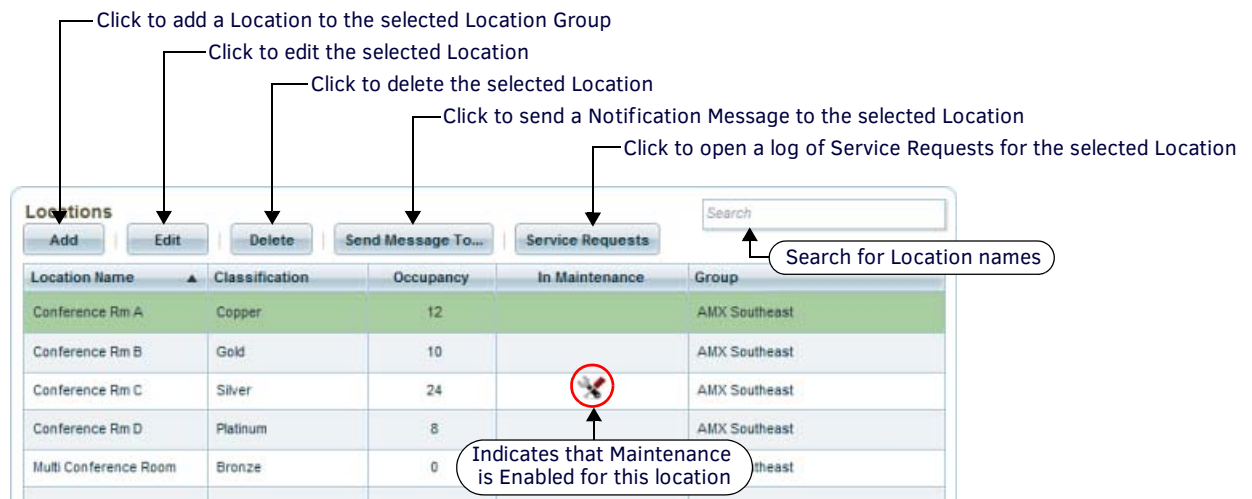 Click to add a Location to the selected Location Group
Click to edit the selected Location
Click to delete the selected Location
Click to send a Notification Message to the selected Location
Click to open a log of Service Requests for the selected Location
Locations
Search
Add Edit Delete Send Message To... Service Requests
Search for Location names
Location Name Classification Occupancy In Maintenance Group
Conference Rm A Copper 12 AMX Southeast
Conference Rm B Gold 10 AMX Southeast
Conference Rm C Silver 24 AMX Southeast
Conference Rm D Platinum 8 AMX Southeast
Indicates that Maintenance
is Enabled for this location
Multi Conference Room Bronze 0 theast